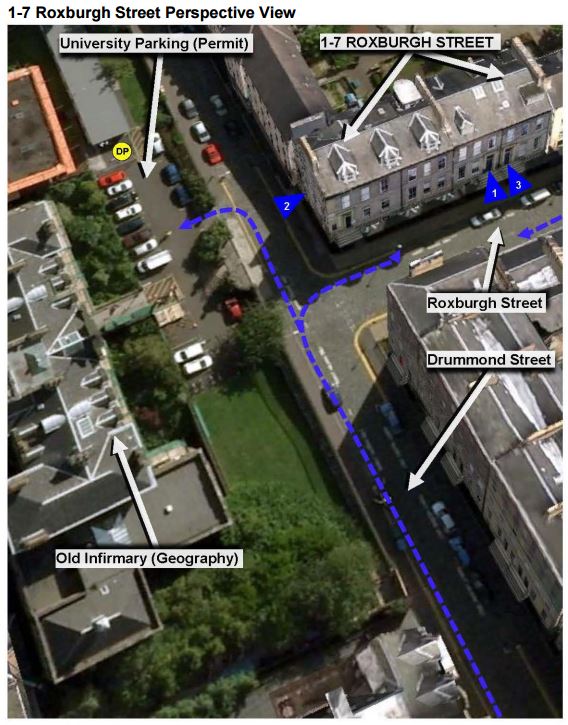 1-7 Roxburgh Street Perspective View
University Parking (Permit)
1-7 ROXBURGH STREET
DP
1
3
2
Roxburgh Street
Drummond Street
Old Infirmary (Geography)